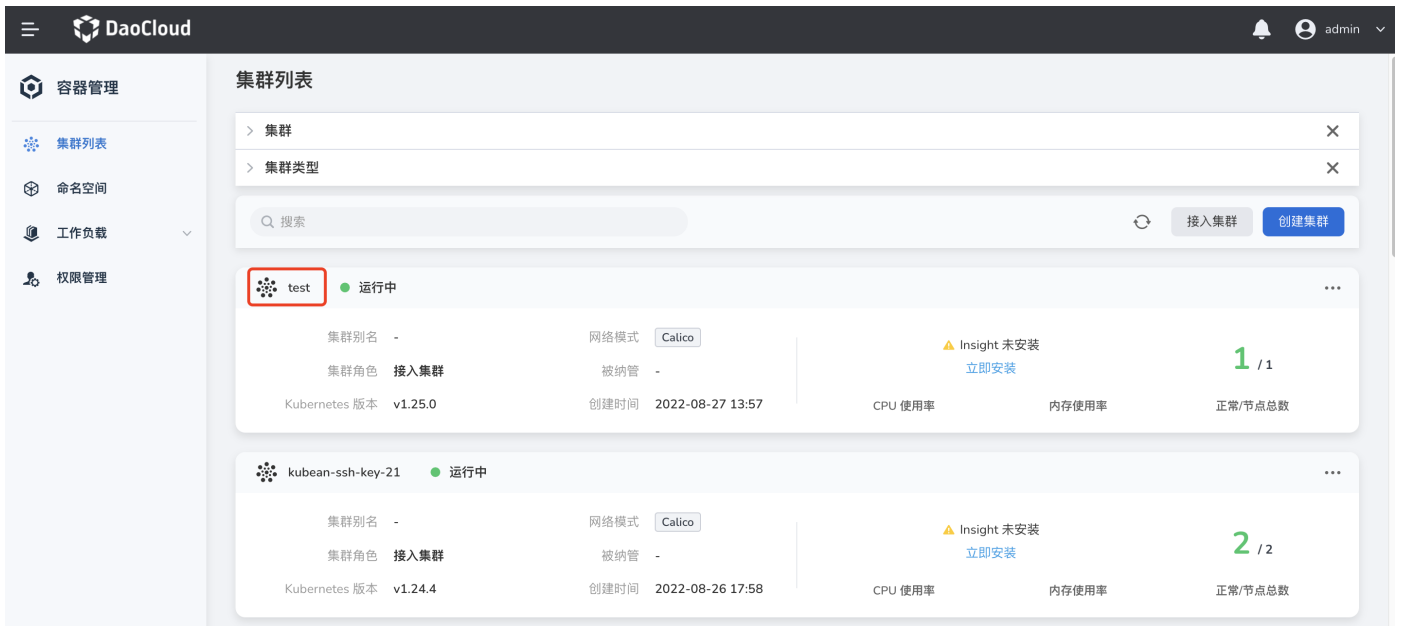 DaoCloud
admin
容器管理
集群列表
命名空间
工作负载
权限管理
集群列表
集群
集群类型
搜索
接入集群
创建集群
test
运行中
集群别名 -
网络模式 Calico
集群角色 接入集群
被纳管 -
Kubernetes 版本 v1.25.0
创建时间 2022-08-27 13:57
Insight 未安装
立即安装
CPU 使用率
内存使用率
1 / 1
正常/节点总数
kubean-ssh-key-21
运行中
集群别名 -
网络模式 Calico
集群角色 接入集群
被纳管 -
Kubernetes 版本 v1.24.4
创建时间 2022-08-26 17:58
Insight 未安装
立即安装
CPU 使用率
内存使用率
2 / 2
正常/节点总数